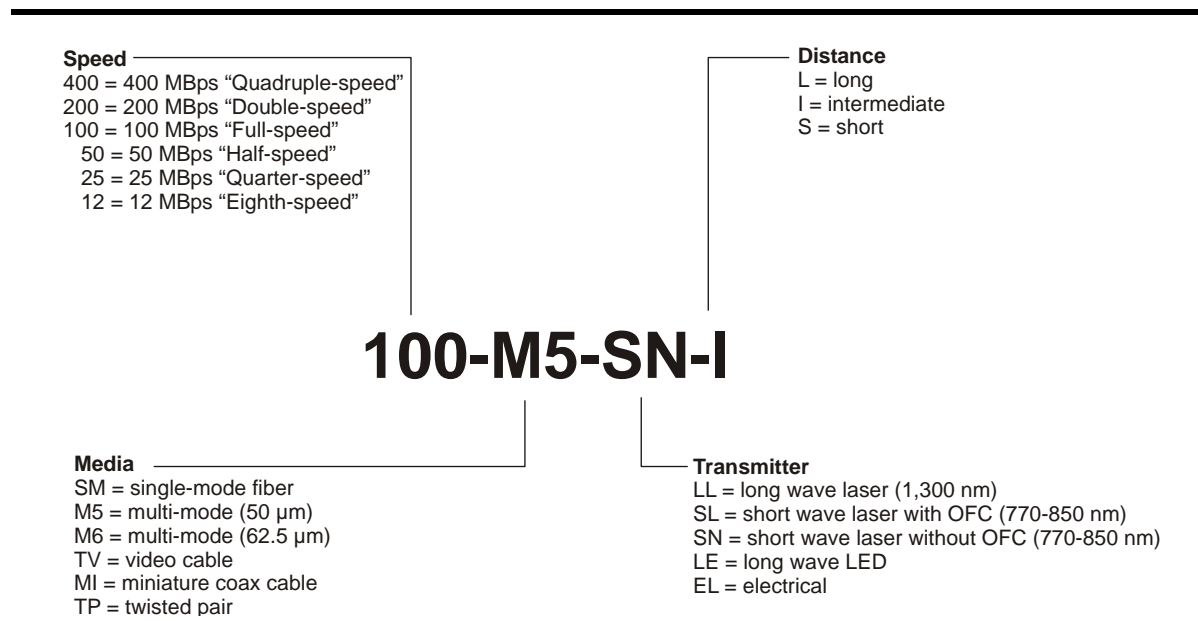 Speed
400 = 400 MBps “Quadruple-speed”
200 = 200 MBps “Double-speed”
100 = 100 MBps “Full-speed”
50 = 50 MBps “Half-speed”
25 = 25 MBps “Quarter-speed”
12 = 12 MBps “Eighth-speed”
Distance
L = long
I = intermediate
S = short
100-M5-SN-I
Media
SM = single-mode fiber
M5 = multi-mode (50 µm)
M6 = multi-mode (62.5 µm)
TV = video cable
MI = miniature coax cable
TP = twisted pair
Transmitter
LL = long wave laser (1,300 nm)
SL = short wave laser with OFC (770-850 nm)
SN = short wave laser without OFC (770-850 nm)
LE = long wave LED
EL = electrical